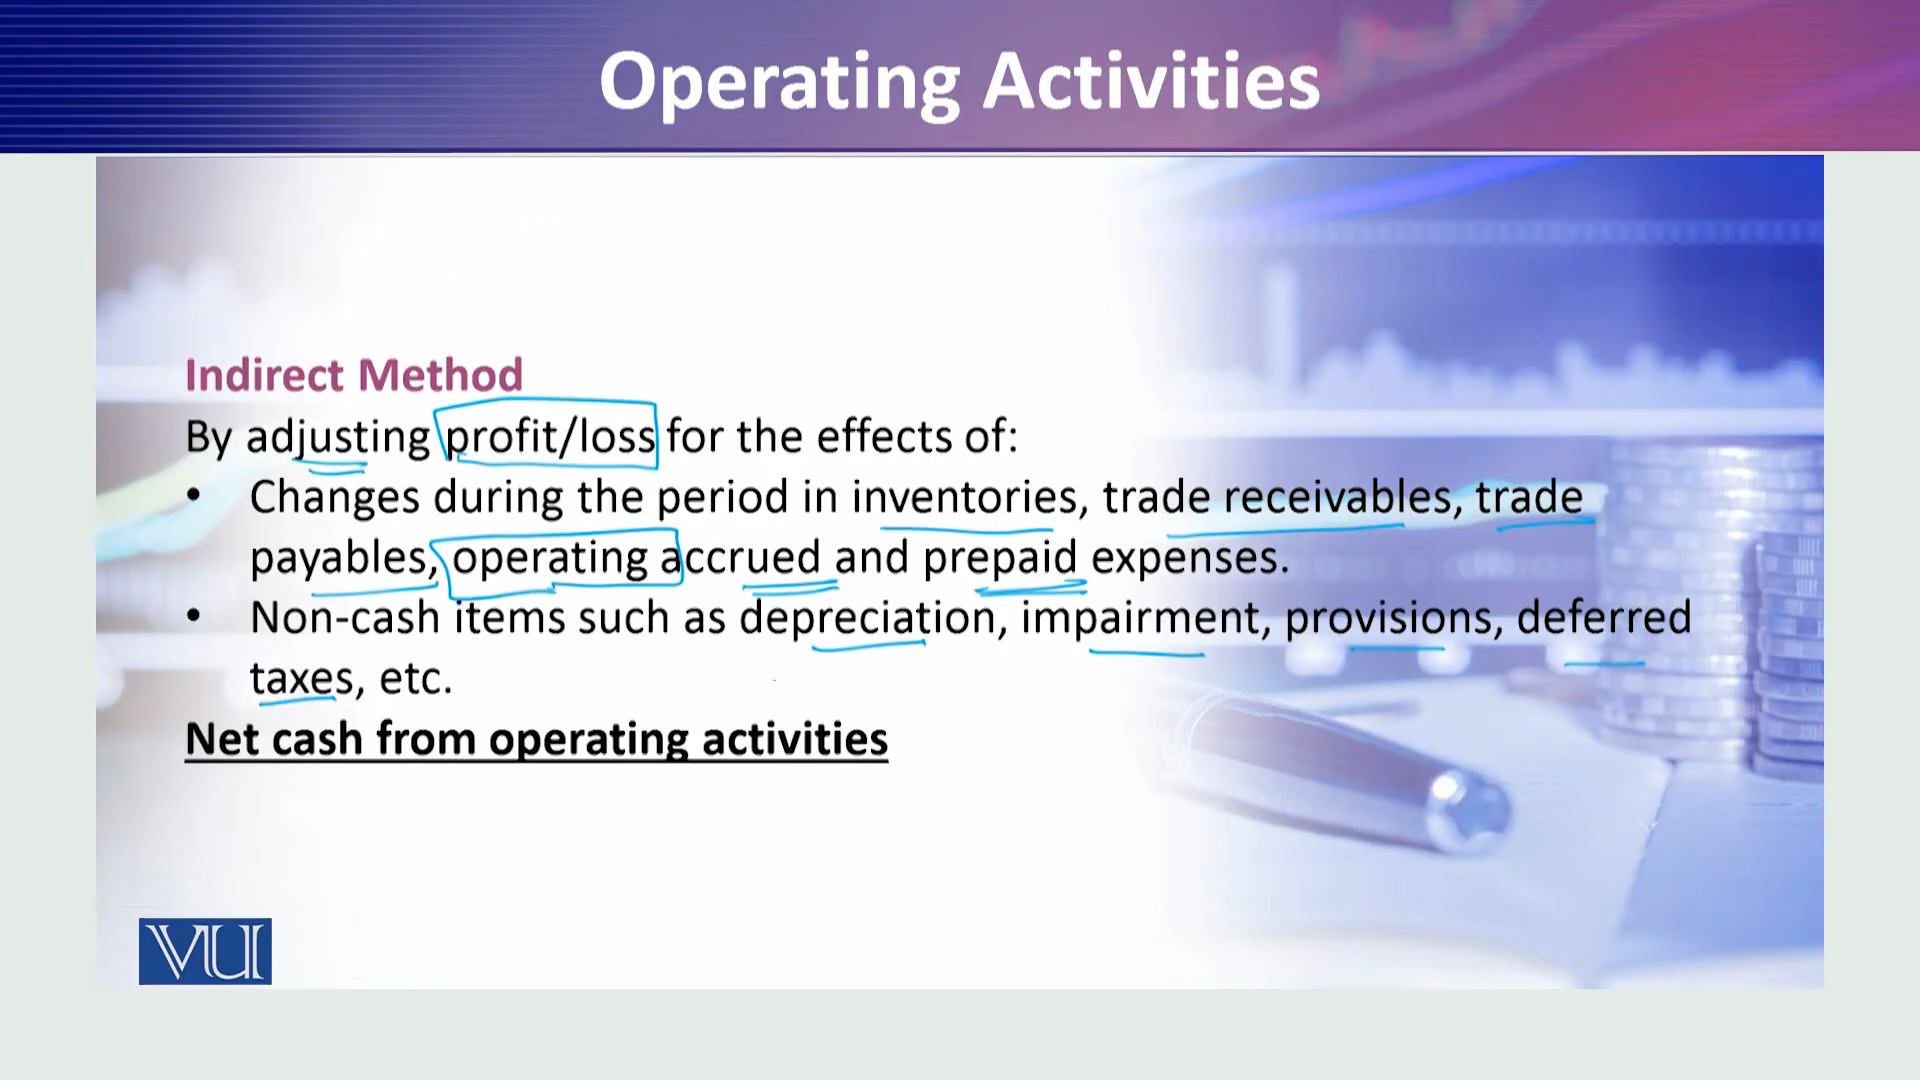 Operating Activities
Indirect Method
By adjusting profit/loss for the effects of:
• Changes during the period in inventories, trade receivables, trade
payables, operating accrued and prepaid expenses.
• Non-cash items such as depreciation, impairment, provisions, deferred
taxes, etc.
Net cash from operating activities
VU